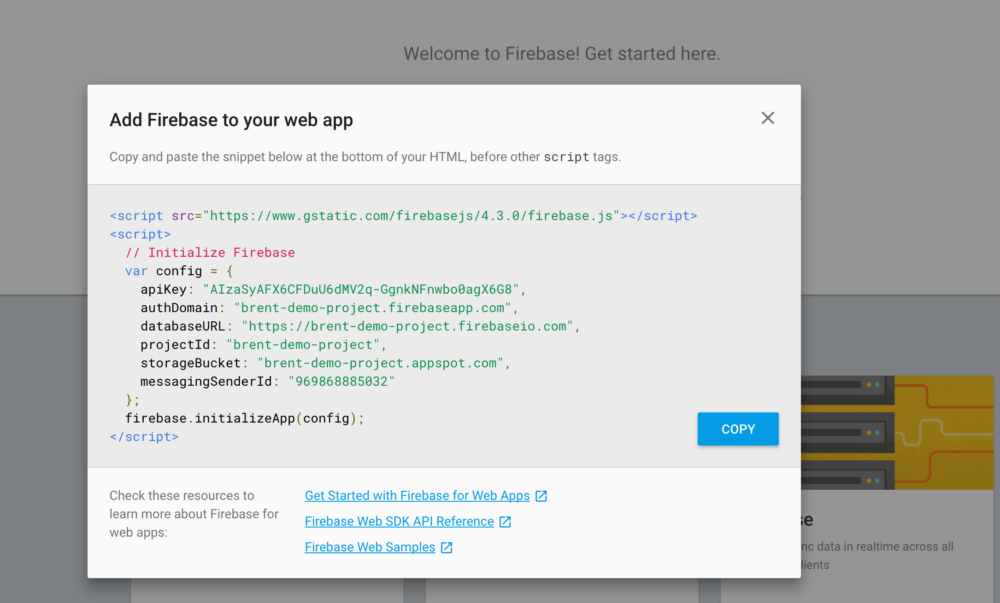 Welcome to Firebase! Get started here.
Add Firebase to your web app
Copy and paste the snippet below at the bottom of your HTML, before other script tags.
<script src="https://www.gstatic.com/firebasejs/4.3.0/firebase.js"></script>
<script>
  // Initialize Firebase
  var config = {
    apiKey: "AIzaSyAFX6CFDuU6dMV2q-GgnkNFnwbo0agX6G8",
    authDomain: "brent-demo-project.firebaseapp.com",
    databaseURL: "https://brent-demo-project.firebaseio.com",
    projectId: "brent-demo-project",
    storageBucket: "brent-demo-project.appspot.com",
    messagingSenderId: "969868885032"
  };
  firebase.initializeApp(config);
</script>
COPY
Check these resources to
learn more about Firebase for
web apps:
Get Started with Firebase for Web Apps
Firebase Web SDK API Reference
Firebase Web Samples
data in realtime across all